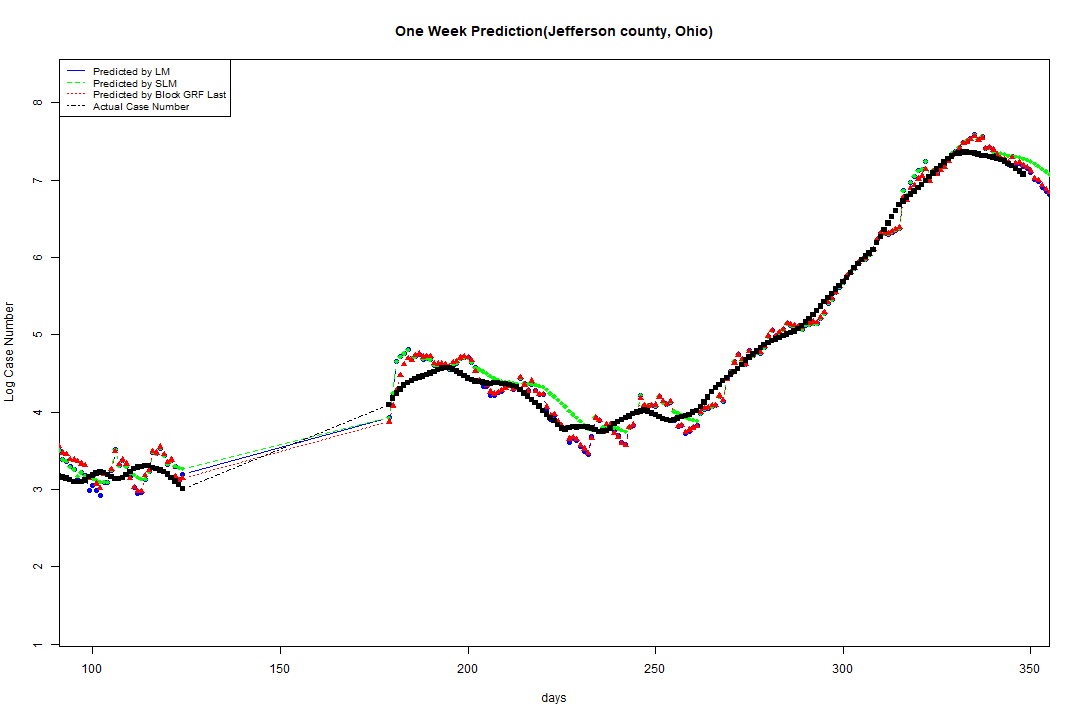 One Week Prediction(Jefferson county, Ohio)
Predicted by LM
Predicted by SLM
Predicted by Block GRF Last
Actual Case Number
8
7
6
5
4
3
2
1
Log Case Number
100 150 200 250 300 350
days